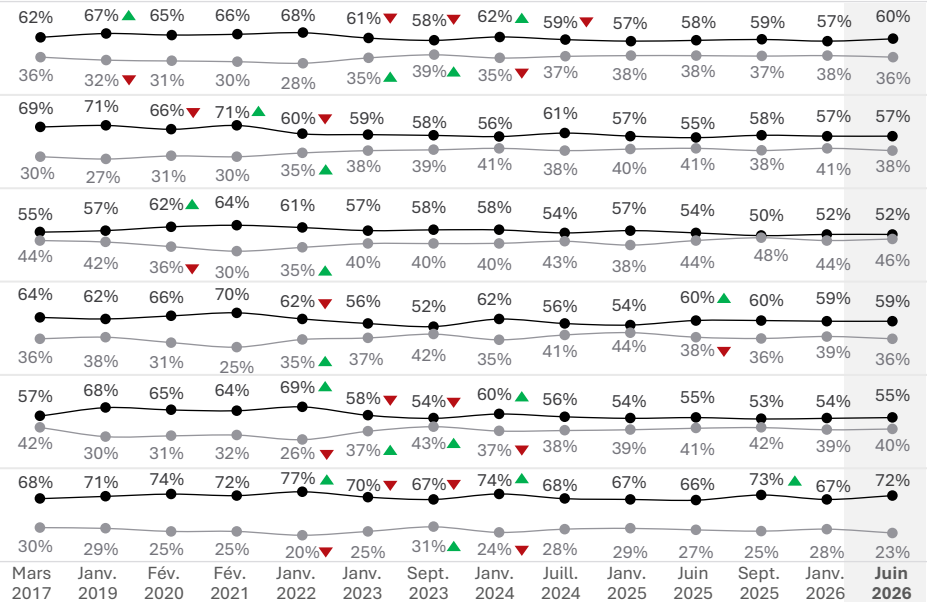 62% 67% 65% 66% 68% 61% 58% 62% 59% 57% 58% 59% 57% 60%
36% 32% 31% 30% 28% 35% 39% 35% 37% 38% 38% 37% 38% 36%
69% 71% 66% 71% 60% 59% 58% 56% 61% 57% 55% 58% 57% 57%
30% 27% 31% 30% 35% 38% 39% 41% 38% 40% 41% 38% 41% 38%
55% 57% 62% 64% 61% 57% 58% 58% 54% 57% 54% 50% 52% 52%
44% 42% 36% 30% 35% 40% 40% 40% 43% 38% 44% 48% 44% 46%
64% 62% 66% 70% 62% 56% 52% 62% 56% 54% 60% 60% 59% 59%
36% 38% 31% 25% 35% 37% 42% 35% 41% 44% 38% 36% 39% 36%
57% 68% 65% 64% 69% 58% 54% 60% 56% 54% 55% 53% 54% 55%
42% 30% 31% 32% 26% 37% 43% 37% 38% 39% 41% 42% 39% 40%
68% 71% 74% 72% 77% 70% 67% 74% 68% 67% 66% 73% 67% 72%
30% 29% 25% 25% 20% 25% 31% 24% 28% 29% 27% 25% 28% 23%
Mars Janv. Fév. Fév. Janv. Janv. Sept. Janv. Juill. Janv. Juin Sept. Janv. Juin
2017 2019 2020 2021 2022 2023 2023 2024 2024 2025 2025 2025 2026 2026